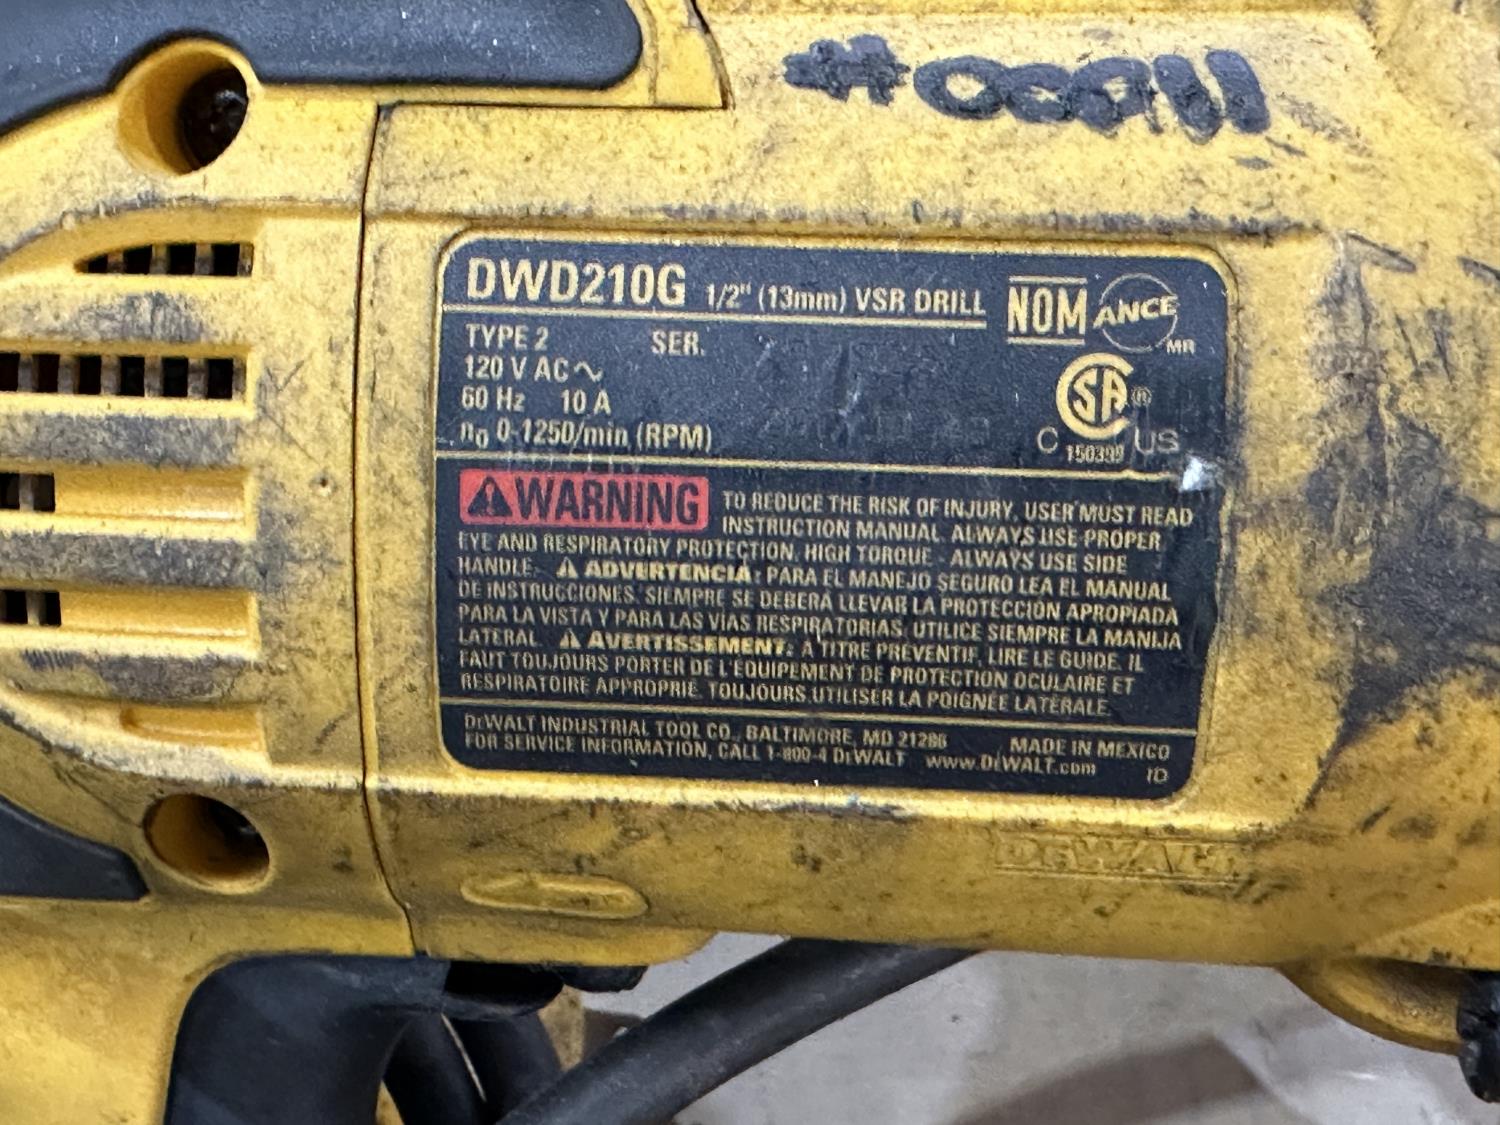 DWD210G 1/2" (13mm) VSR DRILL
NOM ANCE MR
TYPE 2 SER.
120 V AC ~
60 Hz 10 A
n0 0-1250/min (RPM)
SA ®
C 150399 US
⚠WARNING TO REDUCE THE RISK OF INJURY, USER MUST READ
INSTRUCTION MANUAL. ALWAYS USE PROPER
EYE AND RESPIRATORY PROTECTION. HIGH TORQUE - ALWAYS USE SIDE
HANDLE. ⚠ ADVERTENCIA: PARA EL MANEJO SEGURO LEA EL MANUAL
DE INSTRUCCIONES. SIEMPRE SE DEBERÁ LLEVAR LA PROTECCIÓN APROPIADA
PARA LA VISTA Y PARA LAS VIAS RESPIRATORIAS. UTILICE SIEMPRE LA MANIJA
LATERAL. ⚠ AVERTISSEMENT: À TITRE PRÉVENTIF, LIRE LE GUIDE. IL
FAUT TOUJOURS PORTER DE L'ÉQUIPEMENT DE PROTECTION OCULAIRE ET
RESPIRATOIRE APPROPRIÉ. TOUJOURS UTILISER LA POIGNÉE LATÉRALE.
DEWALT INDUSTRIAL TOOL CO., BALTIMORE, MD 21286 MADE IN MEXICO
FOR SERVICE INFORMATION, CALL 1-800-4 DEWALT www.DEWALT.com ID
DEWALT